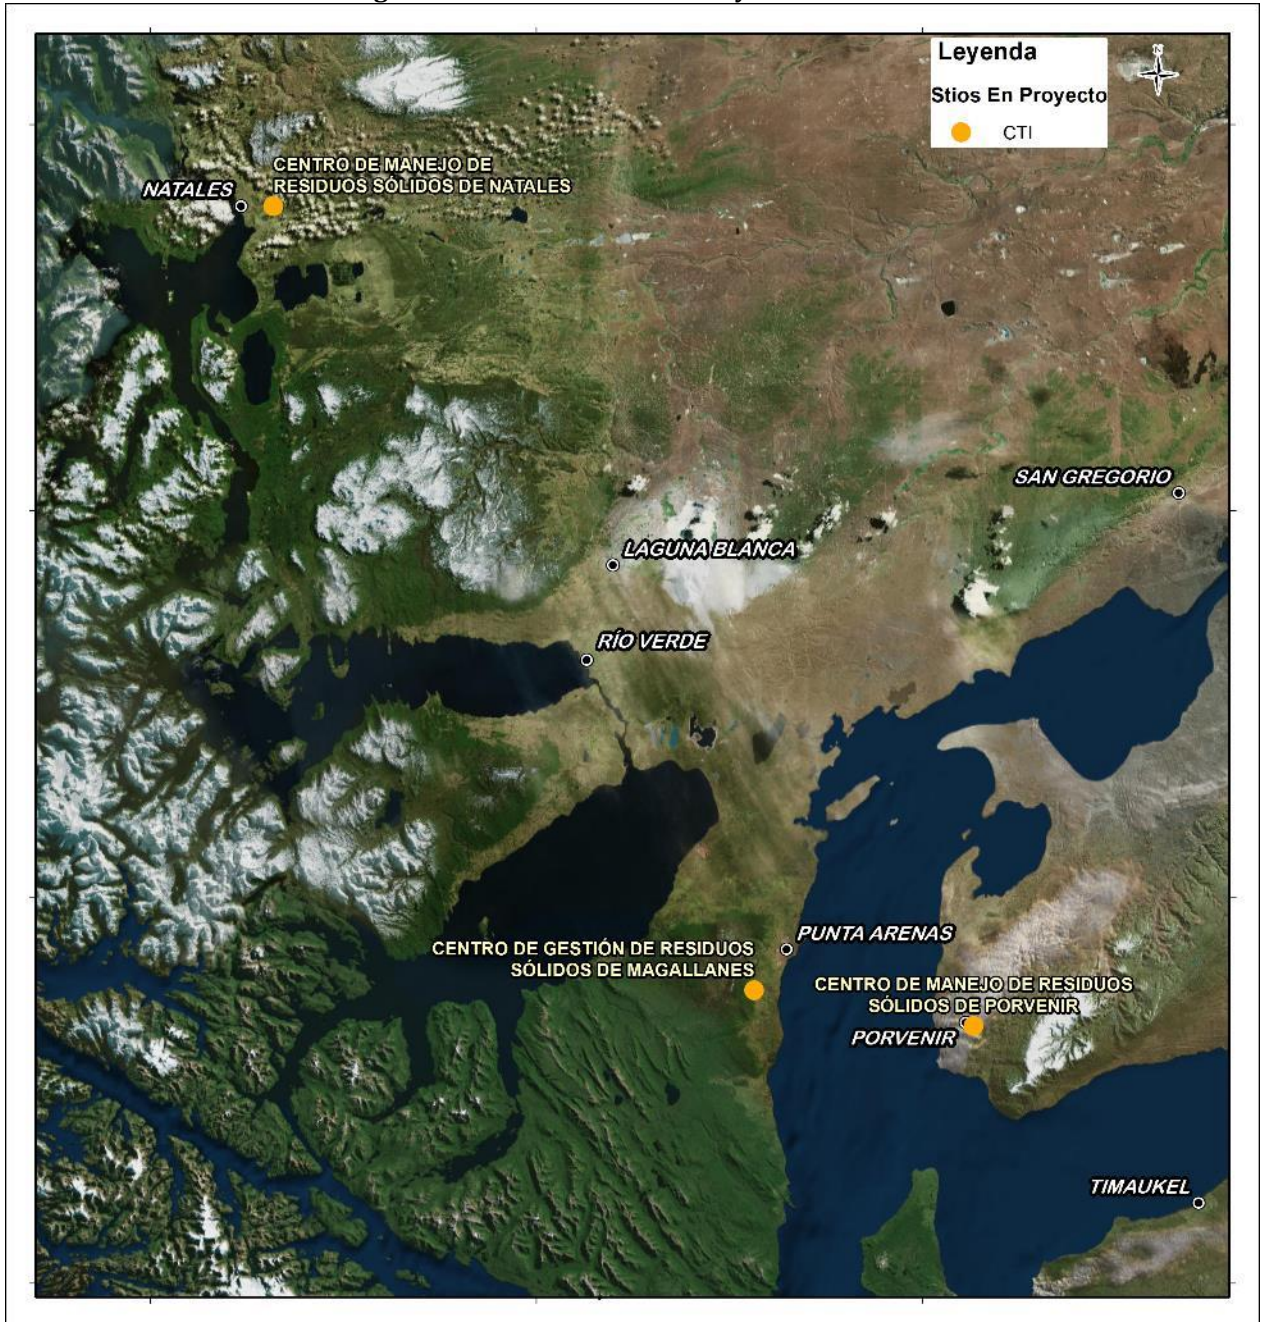 Leyenda
N
Stios En Proyecto
CTI
CENTRO DE MANEJO DE
RESIDUOS SÓLIDOS DE NATALES
NATALES
SAN GREGORIO
LAGUNA BLANCA
RÍO VERDE
PUNTA ARENAS
CENTRO DE GESTIÓN DE RESIDUOS
SÓLIDOS DE MAGALLANES
CENTRO DE MANEJO DE RESIDUOS
SÓLIDOS DE PORVENIR
PORVENIR
TIMAUKEL